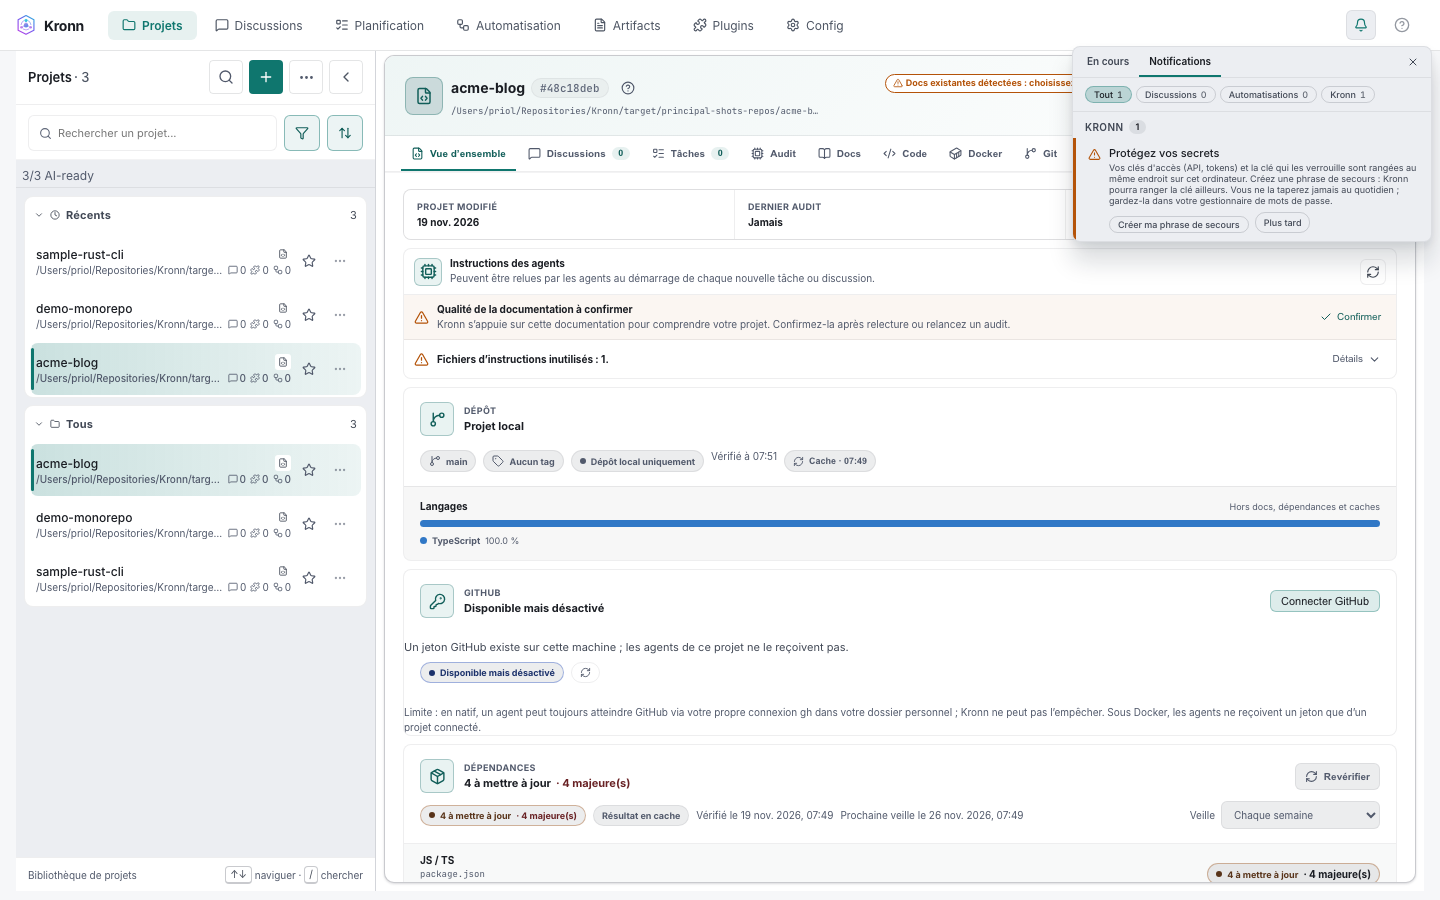 Kronn
Projets
Discussions
Planification
Automatisation
Artifacts
Plugins
Config
Projets · 3
Rechercher un projet...
3/3 AI-ready
Récents 3
sample-rust-cli
/Users/priol/Repositories/Kronn/targe... 0 0 0
demo-monorepo
/Users/priol/Repositories/Kronn/targe... 0 0 0
acme-blog
/Users/priol/Repositories/Kronn/targ... 0 0 0
Tous 3
acme-blog
/Users/priol/Repositories/Kronn/targ... 0 0 0
demo-monorepo
/Users/priol/Repositories/Kronn/targe... 0 0 0
sample-rust-cli
/Users/priol/Repositories/Kronn/targe... 0 0 0
Bibliothèque de projets ↑↓ naviguer · / chercher
acme-blog #48c18deb
/Users/priol/Repositories/Kronn/target/principal-shots-repos/acme-b…
Docs existantes détectées : choisissez
Vue d'ensemble
Discussions 0
Tâches 0
Audit
Docs
Code
Docker
Git
PROJET MODIFIÉ
19 nov. 2026
DERNIER AUDIT
Jamais
Instructions des agents
Peuvent être relues par les agents au démarrage de chaque nouvelle tâche ou discussion.
Qualité de la documentation à confirmer
Kronn s’appuie sur cette documentation pour comprendre votre projet. Confirmez-la après relecture ou relancez un audit.
Confirmer
Fichiers d’instructions inutilisés : 1.
Détails
DÉPÔT
Projet local
main
Aucun tag
Dépôt local uniquement
Vérifié à 07:51
Cache · 07:49
Langages
Hors docs, dépendances et caches
TypeScript 100.0 %
GITHUB
Disponible mais désactivé
Connecter GitHub
Un jeton GitHub existe sur cette machine ; les agents de ce projet ne le reçoivent pas.
Disponible mais désactivé
Limite : en natif, un agent peut toujours atteindre GitHub via votre propre connexion gh dans votre dossier personnel ; Kronn ne peut pas l’empêcher. Sous Docker, les agents ne reçoivent un jeton que d’un
projet connecté.
DÉPENDANCES
4 à mettre à jour · 4 majeure(s)
Revérifier
4 à mettre à jour · 4 majeure(s)
Résultat en cache
Vérifié le 19 nov. 2026, 07:49
Prochaine veille le 26 nov. 2026, 07:49
Veille
Chaque semaine
JS / TS
package.json
4 à mettre à jour · 4 majeure(s)
En cours
Notifications
Tout 1
Discussions 0
Automatisations 0
Kronn 1
KRONN 1
Protégez vos secrets
Vos clés d'accès (API, tokens) et la clé qui les verrouille sont rangées au
même endroit sur cet ordinateur. Créez une phrase de secours : Kronn
pourra ranger la clé ailleurs. Vous ne la taperez jamais au quotidien ;
gardez-la dans votre gestionnaire de mots de passe.
Créer ma phrase de secours
Plus tard